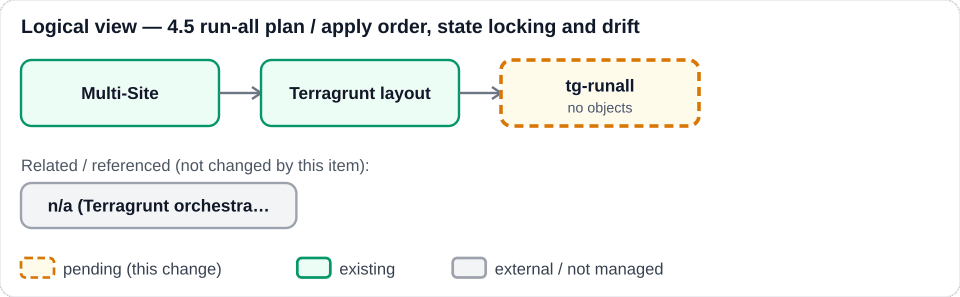 Logical view — 4.5 run-all plan / apply order, state locking and drift
Multi-Site
Terragrunt layout
tg-runall
no objects
Related / referenced (not changed by this item):
n/a (Terragrunt orchestra…
pending (this change)
existing
external / not managed